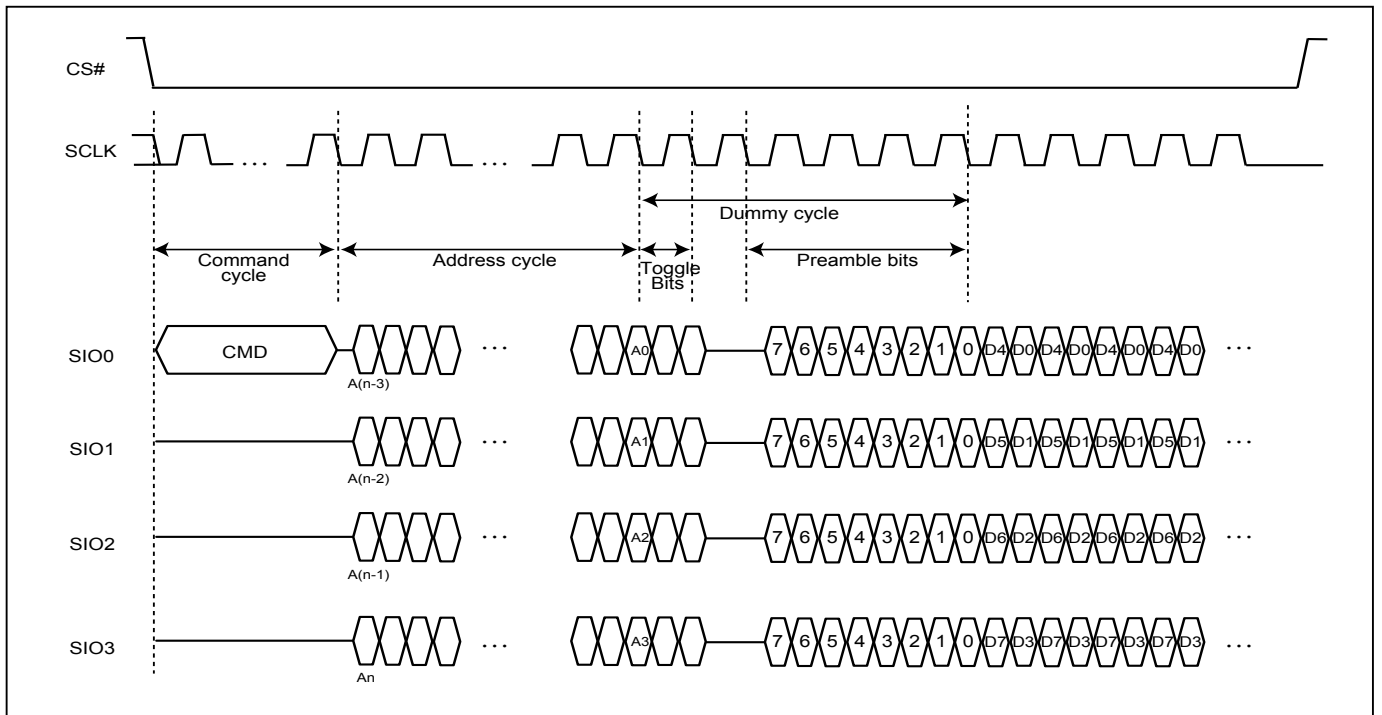 CS#
SCLK
...
...
Dummy cycle
Command
cycle
Address cycle
Toggle
Bits
Preamble bits
SIO0 CMD ... A0 7 6 5 4 3 2 1 0 D4 D0 D4 D0 D4 D0 D4 D0 ...
A(n-3)
SIO1 ... A1 7 6 5 4 3 2 1 0 D5 D1 D5 D1 D5 D1 D5 D1 ...
A(n-2)
SIO2 ... A2 7 6 5 4 3 2 1 0 D6 D2 D6 D2 D6 D2 D6 D2 ...
A(n-1)
SIO3 ... A3 7 6 5 4 3 2 1 0 D7 D3 D7 D3 D7 D3 D7 D3 ...
An